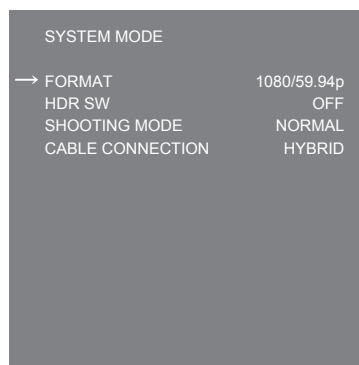 SYSTEM MODE
→ FORMAT 1080/59.94p
HDR SW OFF
SHOOTING MODE NORMAL
CABLE CONNECTION HYBRID